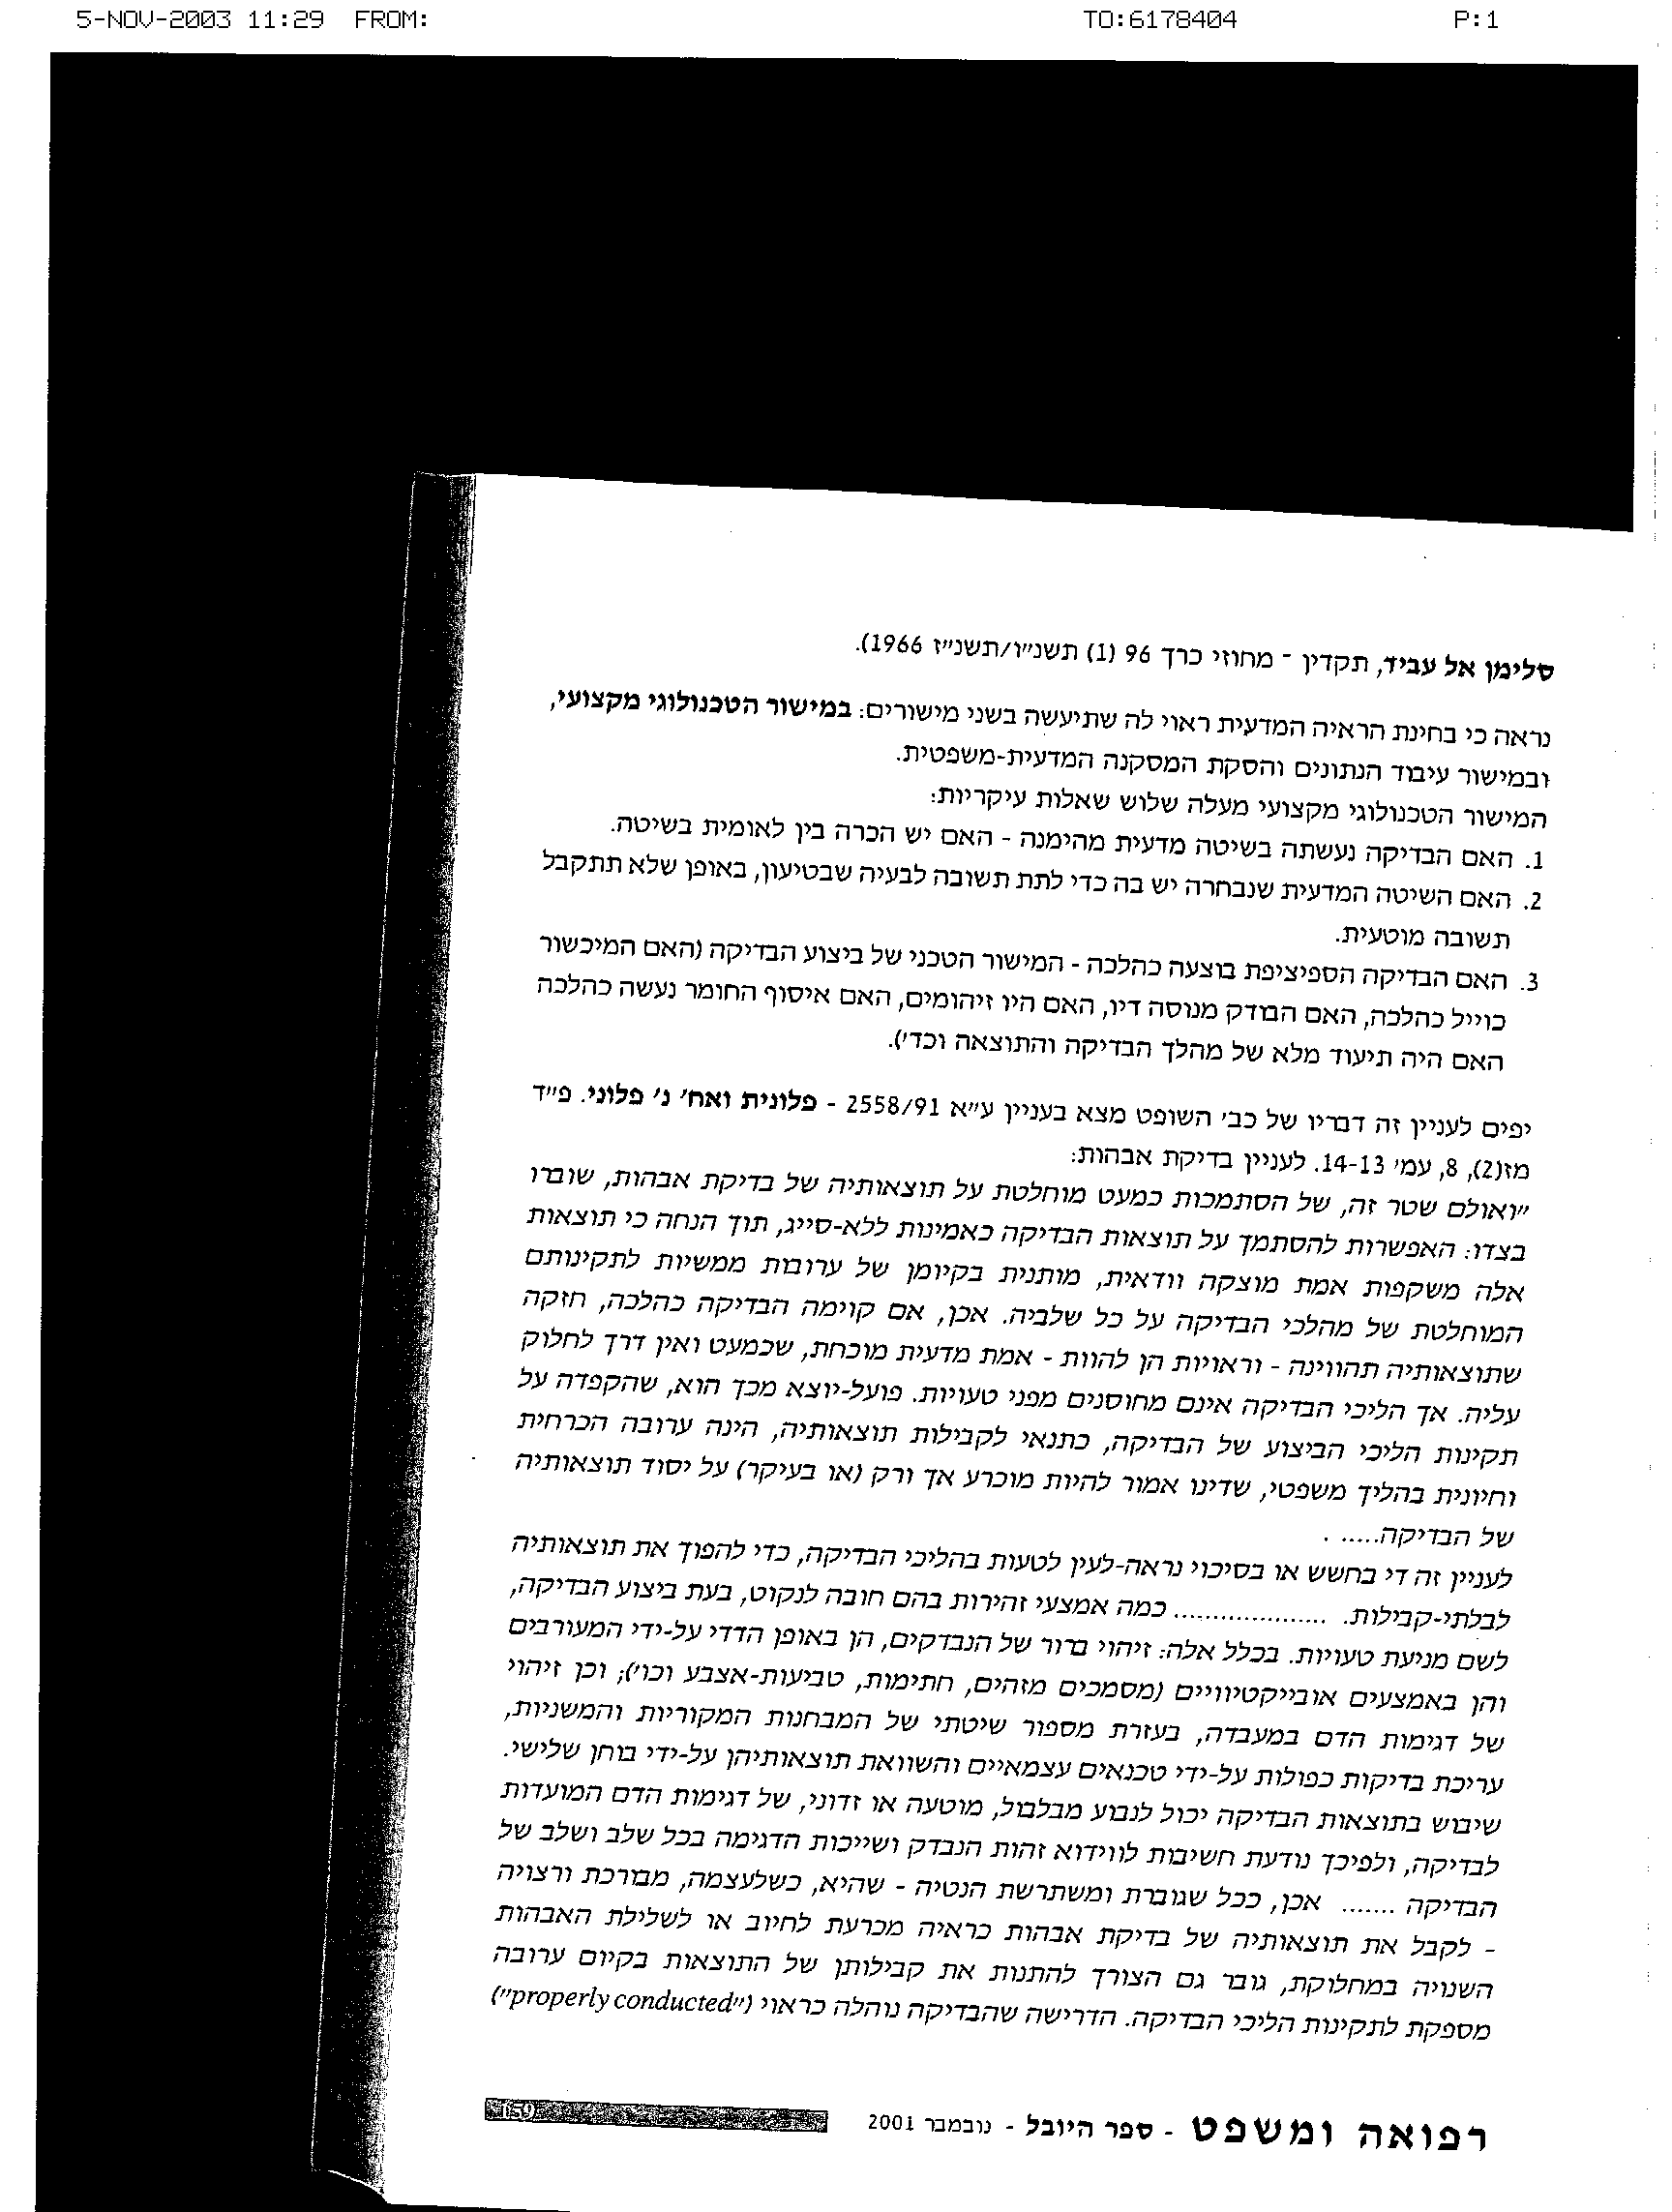 5-NOV-2003 11:29 FROM: TO:6178404 P:1
סלימן אל עביד, תקדין - מחוזי כרך 96 (1) תשנ"ו/תשנ"ז 1966).
נראה כי בחינת הראיה המדעית ראוי לה שתיעשה בשני מישורים: במישור הטכנולוגי מקצועי,
ובמישור עיבוד הנתונים והסקת המסקנה המדעית-משפטית.
המישור הטכנולוגי מקצועי מעלה שלוש שאלות עיקריות:
1. האם הבדיקה נעשתה בשיטה מדעית מהימנה - האם יש הכרה בין לאומית בשיטה.
2. האם השיטה המדעית שנבחרה יש בה כדי לתת תשובה לבעיה שבטיעון, באופן שלא תתקבל
תשובה מוטעית.
3. האם הבדיקה הספיציפת בוצעה כהלכה - המישור הטכני של ביצוע הבדיקה (האם המיכשור
כוייל כהלכה, האם הבודק מנוסה דיו, האם היו זיהומים, האם איסוף החומר נעשה כהלכה
האם היה תיעוד מלא של מהלך הבדיקה והתוצאה וכד').
יפים לעניין זה דבריו של כב' השופט מצא בעניין ע"א 2558/91 - פלונית ואח' נ' פלוני. פ"ד
מז(2), 8, עמ' 14-13. לעניין בדיקת אבהות:
"ואולם שטר זה, של הסתמכות כמעט מוחלטת על תוצאותיה של בדיקת אבהות, שוברו
בצדו: האפשרות להסתמך על תוצאות הבדיקה כאמינות ללא-סייג, תוך הנחה כי תוצאות
אלה משקפות אמת מוצקה וודאית, מותנית בקיומן של ערובות ממשיות לתקינותם
המוחלטת של מהלכי הבדיקה על כל שלביה. אכן, אם קוימה הבדיקה כהלכה, חזקה
שתוצאותיה תהווינה - וראויות הן להוות - אמת מדעית מוכחת, שכמעט ואין דרך לחלוק
עליה. אך הליכי הבדיקה אינם מחוסנים מפני טעויות. פועל-יוצא מכך הוא, שהקפדה על
תקינות הליכי הביצוע של הבדיקה, כתנאי לקבילות תוצאותיה, הינה ערובה הכרחית
וחיונית בהליך משפטי, שדינו אמור להיות מוכרע אך ורק (או בעיקר) על יסוד תוצאותיה
של הבדיקה..... .
לעניין זה די בחשש או בסיכוי נראה-לעין לטעות בהליכי הבדיקה, כדי להפוך את תוצאותיה
לבלתי-קבילות. .................... כמה אמצעי זהירות בהם חובה לנקוט, בעת ביצוע הבדיקה,
לשם מניעת טעויות. בכלל אלה: זיהוי ברור של הנבדקים, הן באופן הדדי על-ידי המעורבים
והן באמצעים אובייקטיוויים (מסמכים מזהים, חתימות, טביעות-אצבע וכו'); וכן זיהוי
של דגימות הדם במעבדה, בעזרת מספור שיטתי של המבחנות המקוריות והמשניות,
עריכת בדיקות כפולות על-ידי טכנאים עצמאיים והשוואת תוצאותיהן על-ידי בוחן שלישי.
שיבוש בתוצאות הבדיקה יכול לנבוע מבלבול, מוטעה או זדוני, של דגימות הדם המועדות
לבדיקה, ולפיכך נודעת חשיבות לווידוא זהות הנבדק ושייכות הדגימה בכל שלב ושלב של
הבדיקה ....... אכן, ככל שגוברת ומשתרשת הנטיה - שהיא, כשלעצמה, מבורכת ורצויה
- לקבל את תוצאותיה של בדיקת אבהות כראיה מכרעת לחיוב או לשלילת האבהות
השנויה במחלוקת, גובר גם הצורך להתנות את קבילותן של התוצאות בקיום ערובה
מספקת לתקינות הליכי הבדיקה. הדרישה שהבדיקה נוהלה כראוי ("properly conducted")
רפואה ומשפט - ספר היובל - נובמבר 2001 159